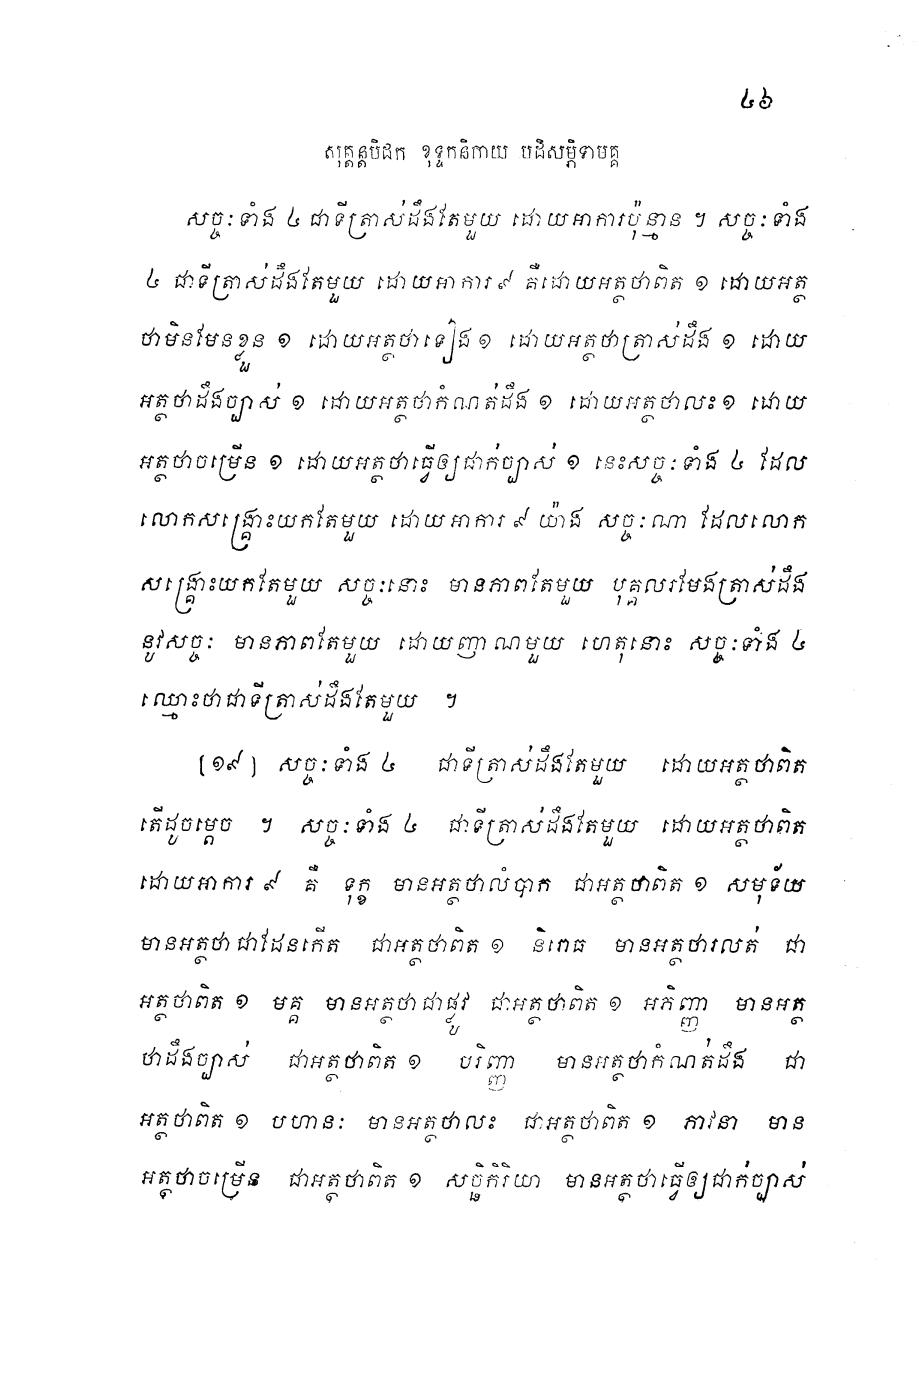 ៤៦
សុត្តន្តបិដក ខុទ្ទកនិកាយ បដិសម្ភិទាមគ្គ
សច្ចៈទាំង ៤ ជាទីត្រាស់ដឹងតែមួយ ដោយអាការប៉ុន្មាន ។ សច្ចៈទាំង
៤ ជាទីត្រាស់ដឹងតែមួយ ដោយអាការ ៩ គឺដោយអត្ថថាពិត ១ ដោយអត្ថ
ថាមិនមែនខ្លួន ១ ដោយអត្ថថាទៀង ១ ដោយអត្ថថាត្រាស់ដឹង ១ ដោយ
អត្ថថាដឹងច្បាស់ ១ ដោយអត្ថថាកំណត់ដឹង ១ ដោយអត្ថថាលះ ១ ដោយ
អត្ថថាចម្រើន ១ ដោយអត្ថថាធ្វើឲ្យជាក់ច្បាស់ ១ នេះសច្ចៈទាំង ៤ ដែល
លោកសង្គ្រោះយកតែមួយ ដោយអាការ ៩ យ៉ាង សច្ចៈណា ដែលលោក
សង្គ្រោះយកតែមួយ សច្ចៈនោះ មានភាពតែមួយ បុគ្គលរមែងត្រាស់ដឹង
នូវសច្ចៈ មានភាពតែមួយ ដោយញាណមួយ ហេតុនោះ សច្ចៈទាំង ៤
ឈ្មោះថាជាទីត្រាស់ដឹងតែមួយ ។
(១៩) សច្ចៈទាំង ៤ ជាទីត្រាស់ដឹងតែមួយ ដោយអត្ថថាពិត
តើដូចម្តេច ។ សច្ចៈទាំង ៤ ជាទីត្រាស់ដឹងតែមួយ ដោយអត្ថថាពិត
ដោយអាការ ៩ គឺ ទុក្ខ មានអត្ថថាលំបាក ជាអត្ថថាពិត ១ សមុទ័យ
មានអត្ថថាជាដែនកើត ជាអត្ថថាពិត ១ និរោធ មានអត្ថថារលត់ ជា
អត្ថថាពិត ១ មគ្គ មានអត្ថថាជាផ្លូវ ជាអត្ថថាពិត ១ អភិញ្ញា មានអត្ថ
ថាដឹងច្បាស់ ជាអត្ថថាពិត ១ បរិញ្ញា មានអត្ថថាកំណត់ដឹង ជា
អត្ថថាពិត ១ បហានៈ មានអត្ថថាលះ ជាអត្ថថាពិត ១ ភាវនា មាន
អត្ថថាចម្រើន ជាអត្ថថាពិត ១ សច្ឆិកិរិយា មានអត្ថថាធ្វើឲ្យជាក់ច្បាស់